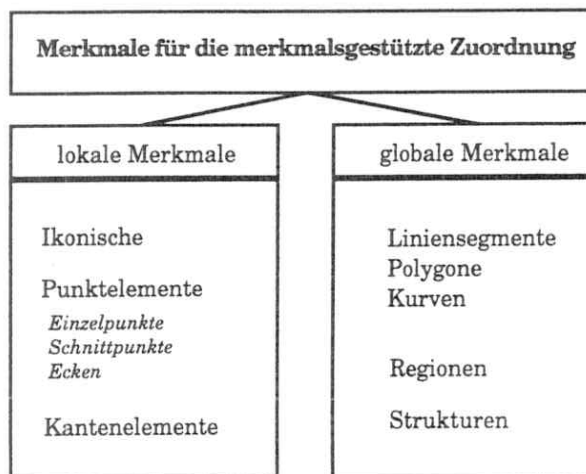 Merkmale für die merkmalsgestützte Zuordnung
lokale Merkmale
Ikonische
Punktelemente
Einzelpunkte
Schnittpunkte
Ecken
Kantenelemente
globale Merkmale
Liniensegmente
Polygone
Kurven
Regionen
Strukturen